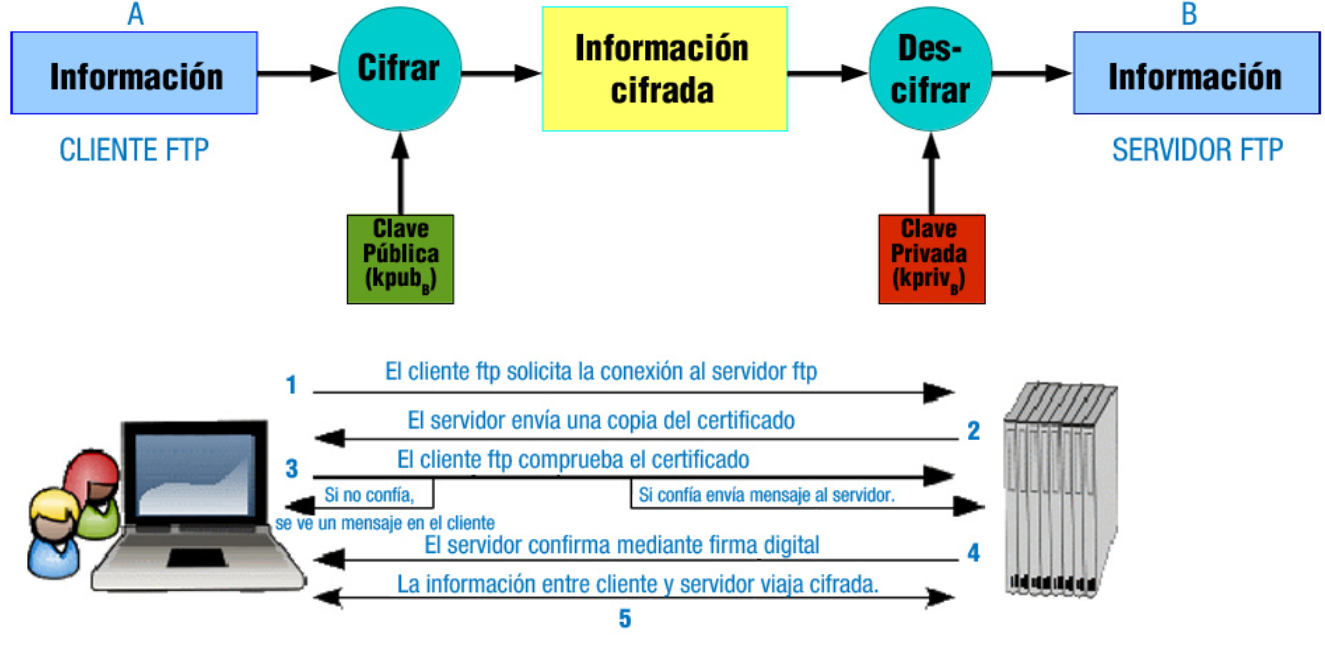 A
B
Información
Cifrar
Información
cifrada
Des-
cifrar
Información
CLIENTE FTP
SERVIDOR FTP
Clave
Pública
(kpub_B)
Clave
Privada
(kpriv_B)
1
El cliente ftp solicita la conexión al servidor ftp
El servidor envía una copia del certificado
2
3
El cliente ftp comprueba el certificado
Si no confía,
se ve un mensaje en el cliente
Si confía envía mensaje al servidor.
El servidor confirma mediante firma digital
4
La información entre cliente y servidor viaja cifrada.
5